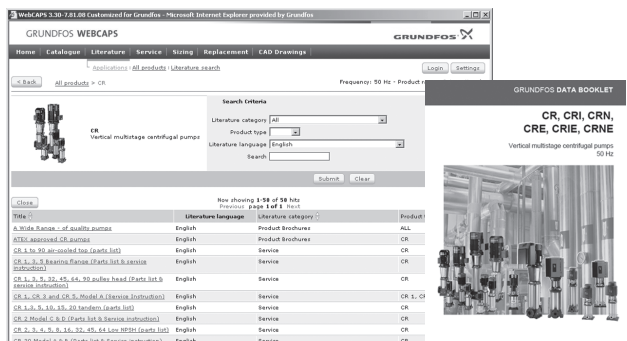 WebCAPS 3.30-7.81.00 Customized for Grundfos - Microsoft Internet Explorer provided by Grundfos
GRUNDFOS WEBCAPS
GRUNDFOS
Home Catalogue Literature Service Sizing Replacement CAD Drawings
Applications All products Literature search
Login Settings
< Back All products > CR
Frequency: 50 Hz - Product
CR
Vertical multistage centrifugal pumps
Search Criteria
Literature category All
Product type
Literature language English
Search
Submit Clear
Close
Now showing 1-58 of 58 hits
Previous page 1 of 1 Next
Title Literature language Literature category Product
A Wide Range - of quality pumps English Product Brochures ALL
ATEX approved CR pumps English Product Brochures CR
CR 1 to 90 air-cooled top (parts list) English Service CR
CR 1, 3, 5 bearing flange (Parts list & service instruction) English Service CR
CR 1, 3, 5, 32, 45, 64, 90 pulley head (Parts list & service instruction) English Service CR
CR 1, CR 3 and CR 5, Model A (Service Instruction) English Service CR 1, CR
CR 1,3, 5, 10, 15, 20 tandem (parts list) English Service CR
CR 2 Model C & D (Parts list & Service instruction) English Service CR
CR 2, 3, 4, 5, 8, 16, 32, 45, 64 Low NPSH (parts list) English Service CR
CR 20 Model A & B (Parts list & Service instruction) English Service CR
GRUNDFOS DATA BOOKLET
CR, CRI, CRN,
CRE, CRIE, CRNE
Vertical multistage centrifugal pumps
50 Hz